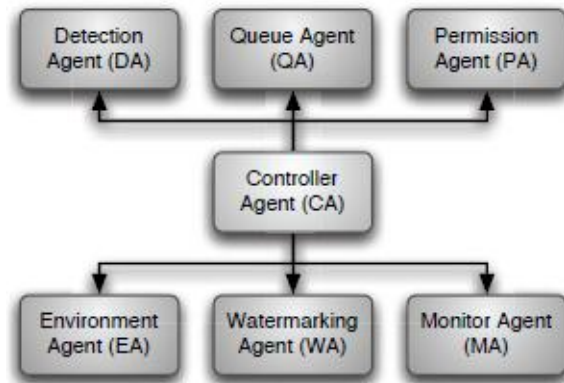 Detection
Agent (DA)
Queue Agent
(QA)
Permission
Agent (PA)
Controller
Agent (CA)
Environment
Agent (EA)
Watermarking
Agent (WA)
Monitor Agent
(MA)